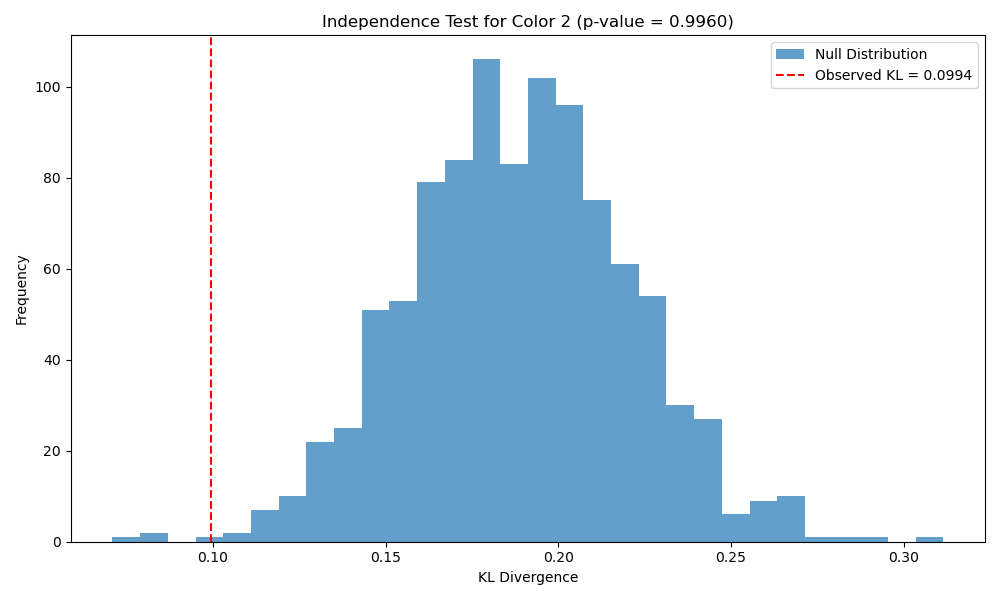 Independence Test for Color 2 (p-value = 0.9960)
Null Distribution
Observed KL = 0.0994
Frequency
100
80
60
40
20
0
0.10 0.15 0.20 0.25 0.30
KL Divergence